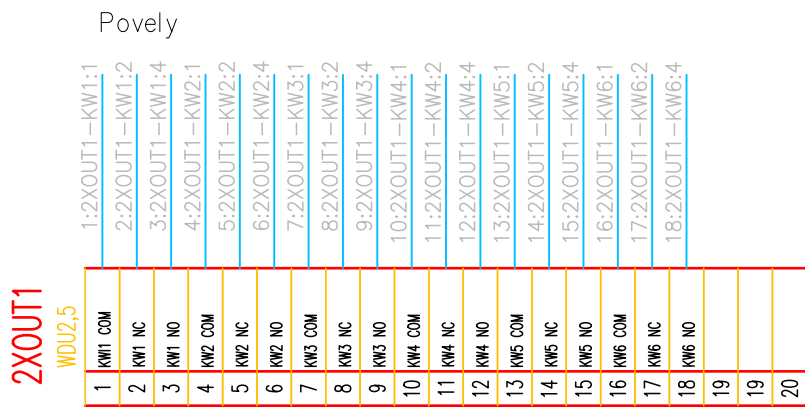 Povely
1:2XOUT1-KW1:1
2:2XOUT1-KW1:2
3:2XOUT1-KW1:4
4:2XOUT1-KW2:1
5:2XOUT1-KW2:2
6:2XOUT1-KW2:4
7:2XOUT1-KW3:1
8:2XOUT1-KW3:2
9:2XOUT1-KW3:4
10:2XOUT1-KW4:1
11:2XOUT1-KW4:2
12:2XOUT1-KW4:4
13:2XOUT1-KW5:1
14:2XOUT1-KW5:2
15:2XOUT1-KW5:4
16:2XOUT1-KW6:1
17:2XOUT1-KW6:2
18:2XOUT1-KW6:4
2XOUT1
WDU2,5
KWI1 COM
KW1 NC
KW1 NO
KW2 COM
KW2 NC
KW2 NO
KW3 COM
KW3 NC
KW3 NO
KW4 COM
KW4 NC
KW4 NO
KW5 COM
KW5 NC
KW5 NO
KW6 COM
KW6 NC
KW6 NO
1
2
3
4
5
6
7
8
9
10
11
12
13
14
15
16
17
18
19
19
20